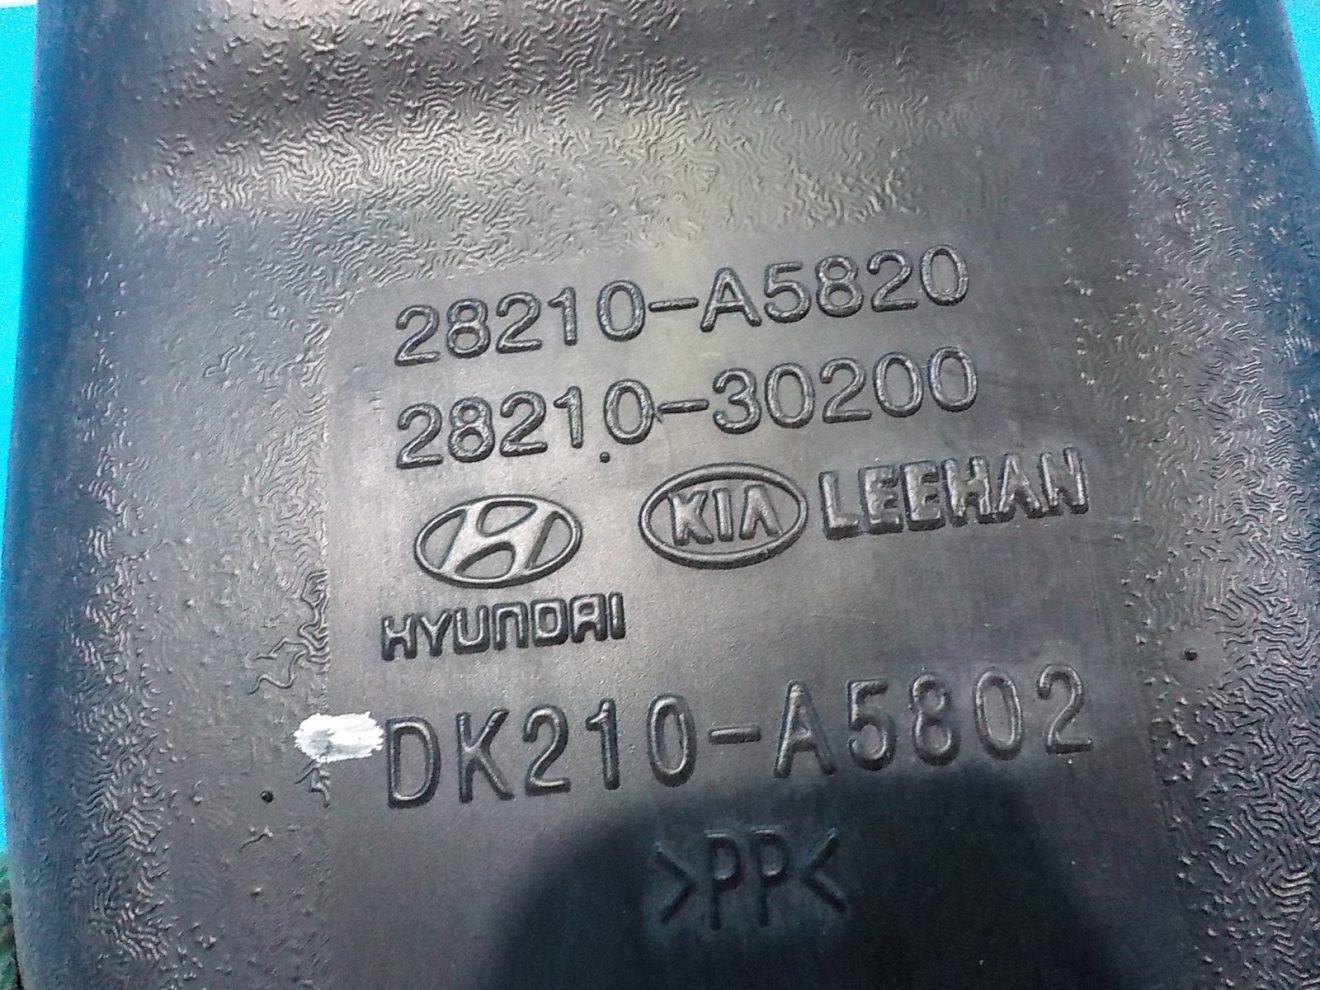 28210-A5820
28210-30200
KIA LEEHAN
HYUNDAI
DK210-A5802
>PP<